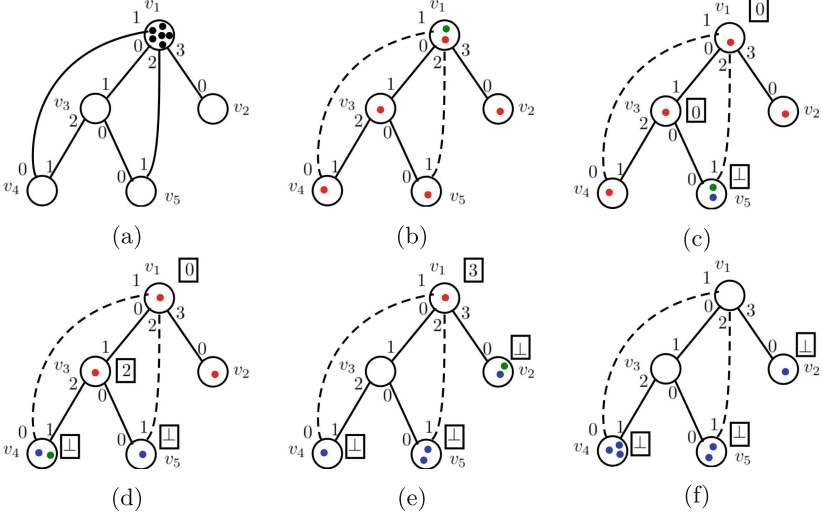 v₁
1 0 2 3
1 0
v₃ v₂
2 0
0 1 0 1
v₄ v₅
(a)
v₁
1 0 2 3
1 0
v₃ v₂
2 0
0 1 0 1
v₄ v₅
(b)
v₁ 0
1 0 2 3
1 0
v₃ 0 v₂
2 0
0 1 0 1 ⊥
v₄ v₅
(c)
v₁ 0
1 0 2 3
1 0
v₃ 2 v₂
2 0
0 1 ⊥ 0 1 ⊥
v₄ v₅
(d)
v₁ 3
1 0 2 3
1 0 ⊥
v₃ v₂
2 0
0 1 ⊥ 0 1 ⊥
v₄ v₅
(e)
v₁
1 0 2 3
1 0 ⊥
v₃ v₂
2 0
0 1 ⊥ 0 1 ⊥
v₄ v₅
(f)